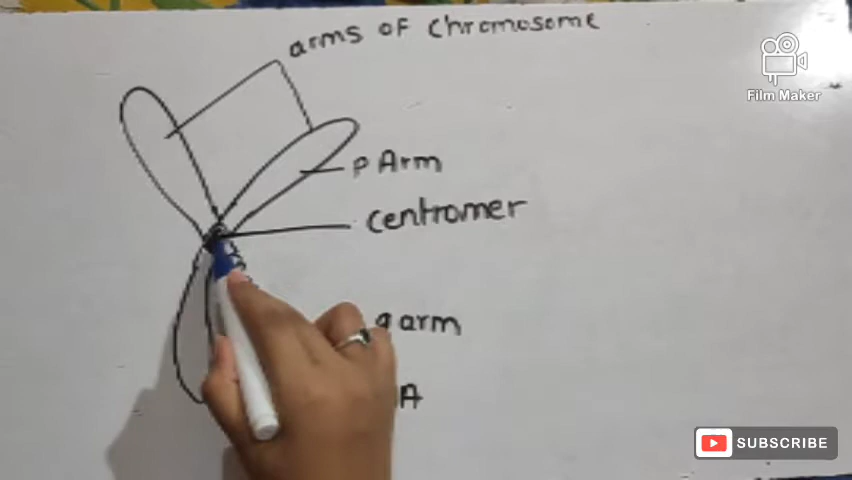 arms of chromosome
Film Maker
P Arm
Centromer
q arm
A
SUBSCRIBE